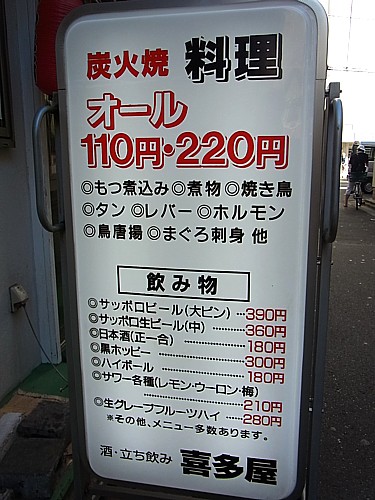 炭火焼 料理
オール
110円・220円
◎もつ煮込み◎煮物◎焼き鳥
◎タン◎レバー◎ホルモン
◎鳥唐揚◎まぐろ刺身 他
飲み物
◎サッポロビール(大ビン)…390円
◎サッポロ生ビール(中)……360円
◎日本酒(正一合)……180円
◎黒ホッピー……300円
◎ハイボール……180円
◎サワー各種(レモン・ウーロン・梅)
……210円
◎生グレープフルーツハイ……280円
※その他、メニュー多数あります。
酒・立ち飲み 喜多屋